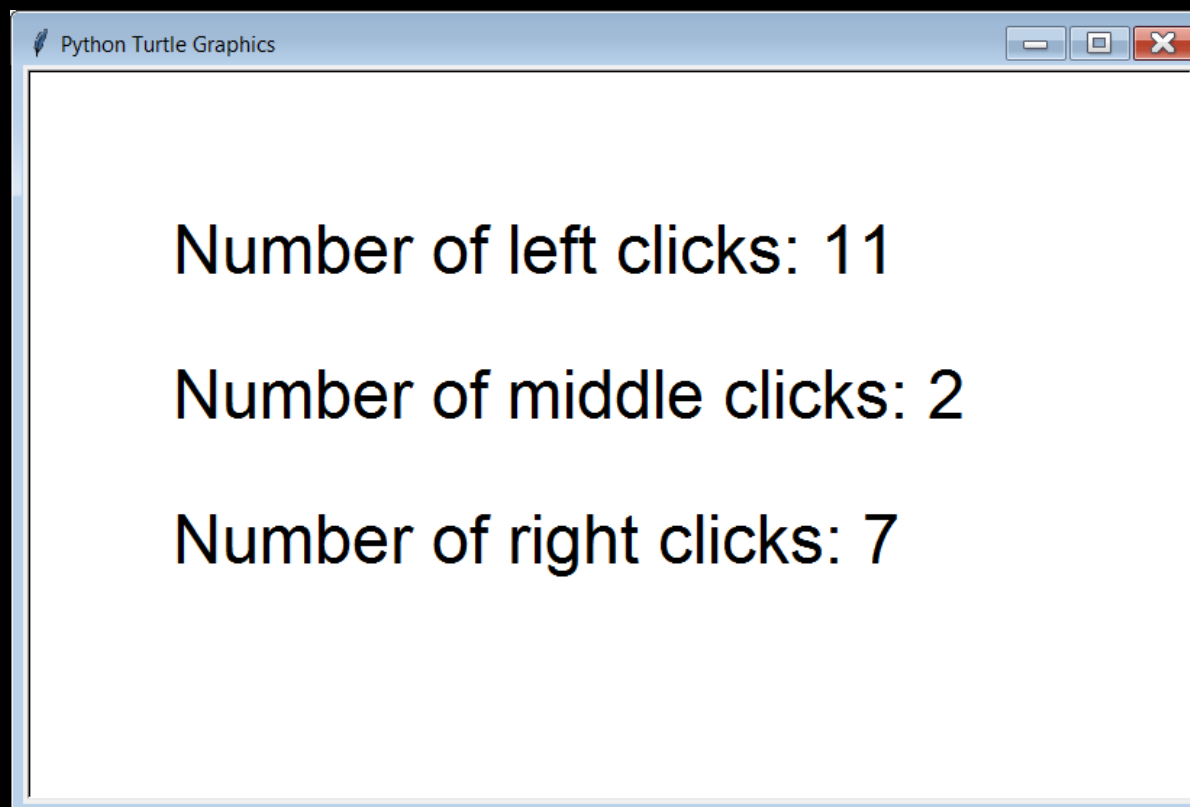 Python Turtle Graphics
Number of left clicks: 11
Number of middle clicks: 2
Number of right clicks: 7